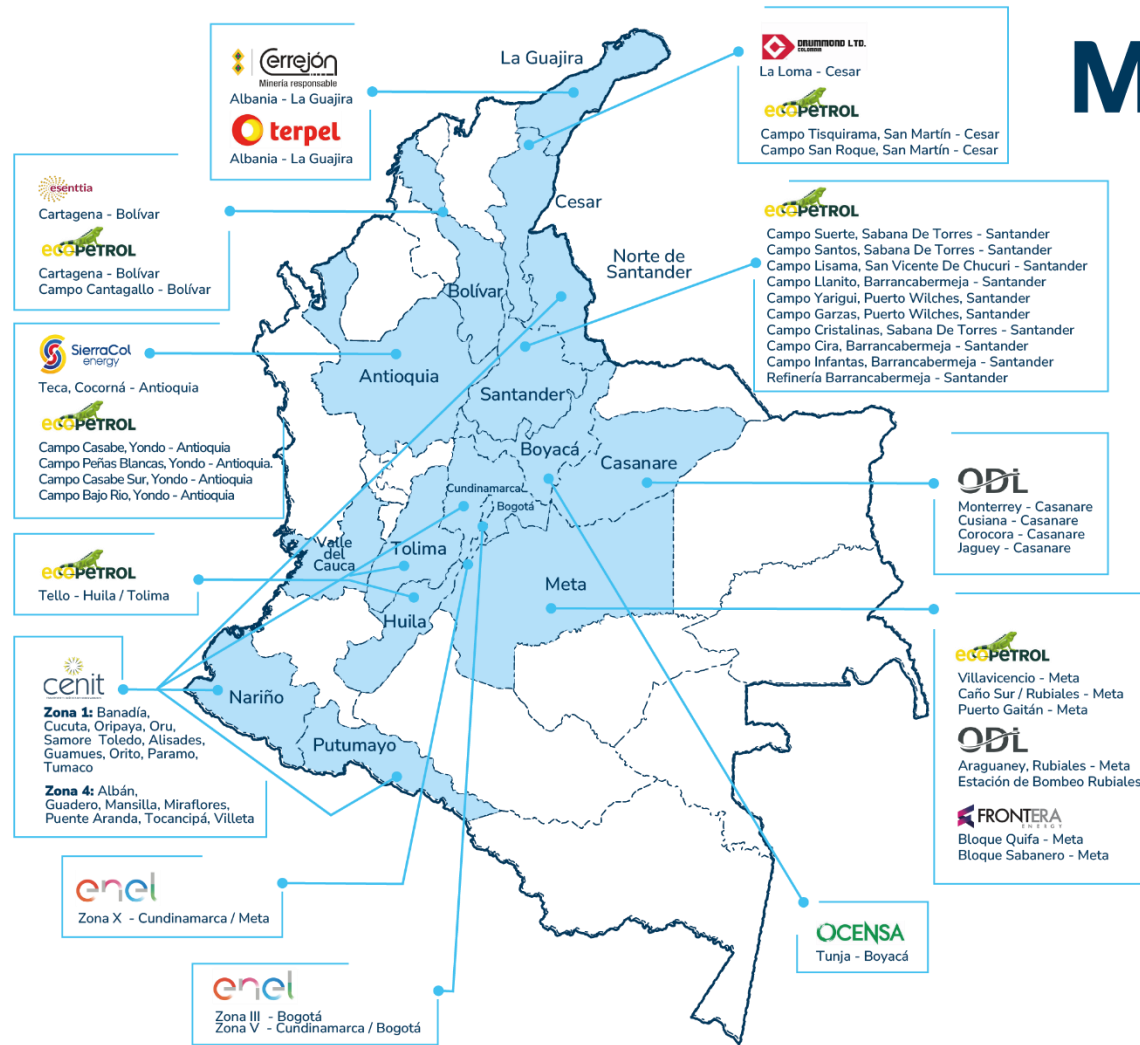 M
Cerrejón
Minería responsable
Albania - La Guajira
terpel
Albania - La Guajira
DRUMMOND LTD.
COLOMBIA
La Loma - Cesar
ecoPETROL
Campo Tisquirama, San Martín - Cesar
Campo San Roque, San Martín - Cesar
esenttia
Cartagena - Bolívar
ecoPETROL
Cartagena - Bolívar
Campo Cantagallo - Bolívar
ecoPETROL
Campo Suerte, Sabana De Torres - Santander
Campo Santos, Sabana De Torres - Santander
Campo Lisama, San Vicente De Chucuri - Santander
Campo Llanito, Barrancabermeja - Santander
Campo Yarigui, Puerto Wilches, Santander
Campo Garzas, Puerto Wilches, Santander
Campo Cristalinas, Sabana De Torres - Santander
Campo Cira, Barrancabermeja - Santander
Campo Infantas, Barrancabermeja - Santander
Refinería Barrancabermeja - Santander
SierraCol
energy
Teca, Cocorná - Antioquia
ecoPETROL
Campo Casabe, Yondo - Antioquia
Campo Peñas Blancas, Yondo - Antioquia.
Campo Casabe Sur, Yondo - Antioquia
Campo Bajo Rio, Yondo - Antioquia
ODL
Monterrey - Casanare
Cusiana - Casanare
Corocora - Casanare
Jaguey - Casanare
ecoPETROL
Tello - Huila / Tolima
cenit
Zona 1: Banadía,
Cucuta, Oripaya, Oru,
Samore Toledo, Alisades,
Guamues, Orito, Paramo,
Tumaco
Zona 4: Albán,
Guadero, Mansilla, Miraflores,
Puente Aranda, Tocancipá, Villeta
ecoPETROL
Villavicencio - Meta
Caño Sur / Rubiales - Meta
Puerto Gaitán - Meta
ODL
Araguaney, Rubiales - Meta
Estación de Bombeo Rubiales
FRONTERA
ENERGY
Bloque Quifa - Meta
Bloque Sabanero - Meta
enel
Zona X - Cundinamarca / Meta
enel
Zona III - Bogotá
Zona V - Cundinamarca / Bogotá
OCENSA
Tunja - Boyacá
La Guajira
Cesar
Norte de
Santander
Bolívar
Antioquia
Santander
Boyacá
Casanare
Cundinamarca
Bogotá
Valle
del
Cauca
Tolima
Meta
Huila
Nariño
Putumayo